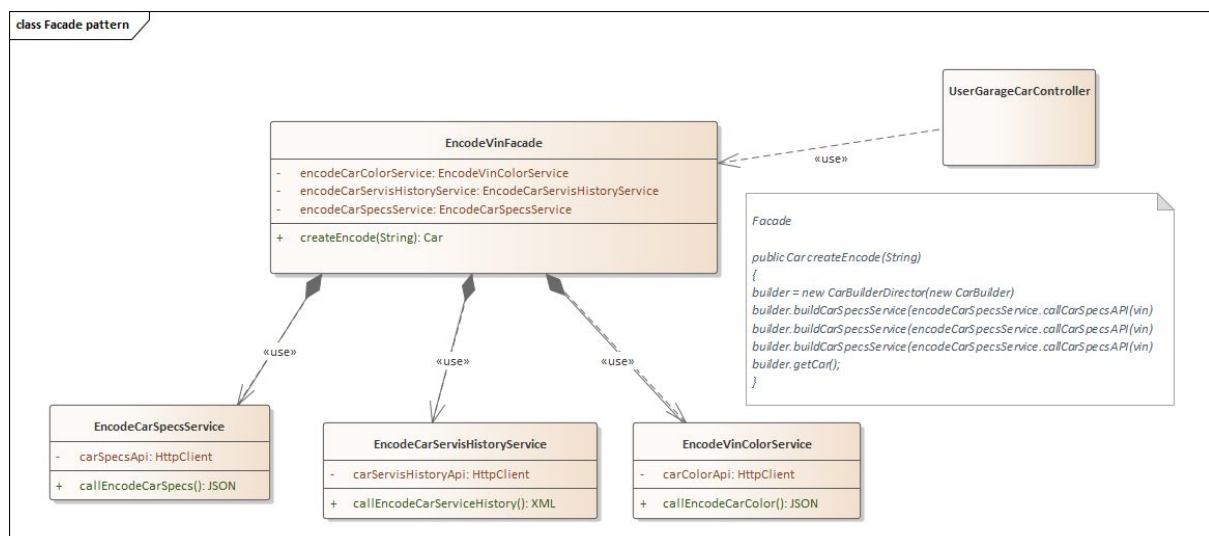 class Facade pattern
UserGarageCarController
EncodeVinFacade
- encodeCarColorService: EncodeVinColorService
- encodeCarServisHistoryService: EncodeCarServisHistoryService
- encodeCarSpecsService: EncodeCarSpecsService
+ createEncode(String): Car
«use»
Facade
public Car createEncode(String)
{
builder = new CarBuilderDirector(new CarBuilder)
builder.buildCarSpecsService(encodeCarSpecsService.callCarSpecsAPI(vin)
builder.buildCarSpecsService(encodeCarSpecsService.callCarSpecsAPI(vin)
builder.buildCarSpecsService(encodeCarSpecsService.callCarSpecsAPI(vin)
builder.getCar();
}
«use»
«use»
«use»
EncodeCarSpecsService
- carSpecsApi: HttpClient
+ callEncodeCarSpecs(): JSON
EncodeCarServisHistoryService
- carServisHistoryApi: HttpClient
+ callEncodeCarServiceHistory(): XML
EncodeVinColorService
- carColorApi: HttpClient
+ callEncodeCarColor(): JSON